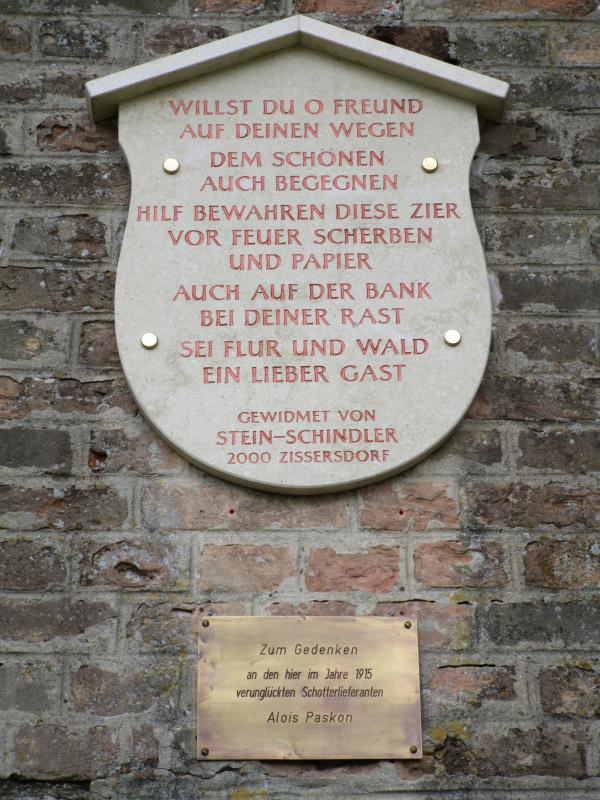 WILLST DU O FREUND
AUF DEINEN WEGEN
DEM SCHÖNEN
AUCH BEGEGNEN
HILF BEWAHREN DIESE ZIER
VOR FEUER SCHERBEN
UND PAPIER
AUCH AUF DER BANK
BEI DEINER RAST
SEI FLUR UND WALD
EIN LIEBER GAST
GEWIDMET VON
STEIN-SCHINDLER
2000 ZISSERSDORF
Zum Gedenken
an den hier im Jahre 1915
verunglückten Schotterlieferanten
Alois Paskon